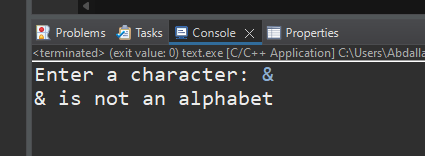 Problems Tasks Console Properties
<terminated> (exit value: 0) text.exe [C/C++ Application] C:\Users\Abdalla
Enter a character: &
& is not an alphabet